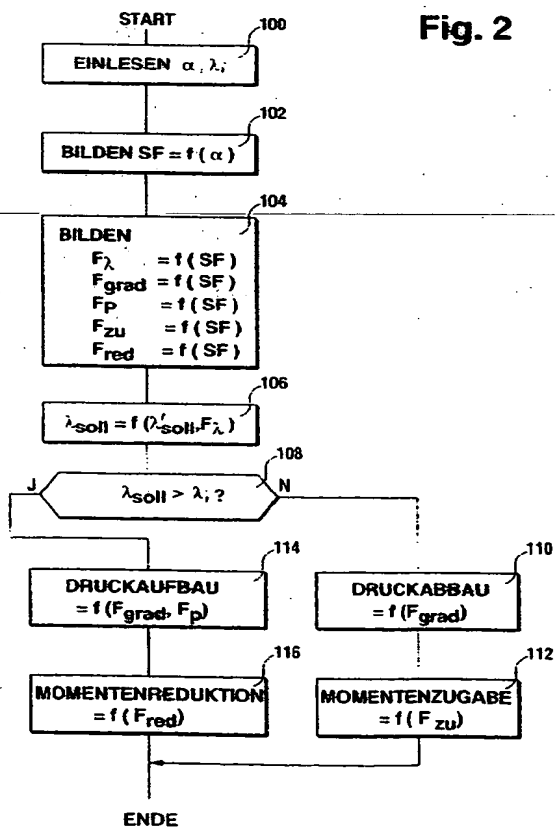 START
Fig. 2
100
EINLESEN α, λi
102
BILDEN SF = f(α)
104
BILDEN
Fλ = f(SF)
Fgrad = f(SF)
FP = f(SF)
Fzu = f(SF)
Fred = f(SF)
106
λsoll = f(λ'soll, Fλ)
108
J
λsoll > λi ?
N
114
DRUCKAUFBAU
= f(Fgrad, Fp)
110
DRUCKABBAU
= f(Fgrad)
116
MOMENTENREDUKTION
= f(Fred)
112
MOMENTENZUGABE
= f(Fzu)
ENDE